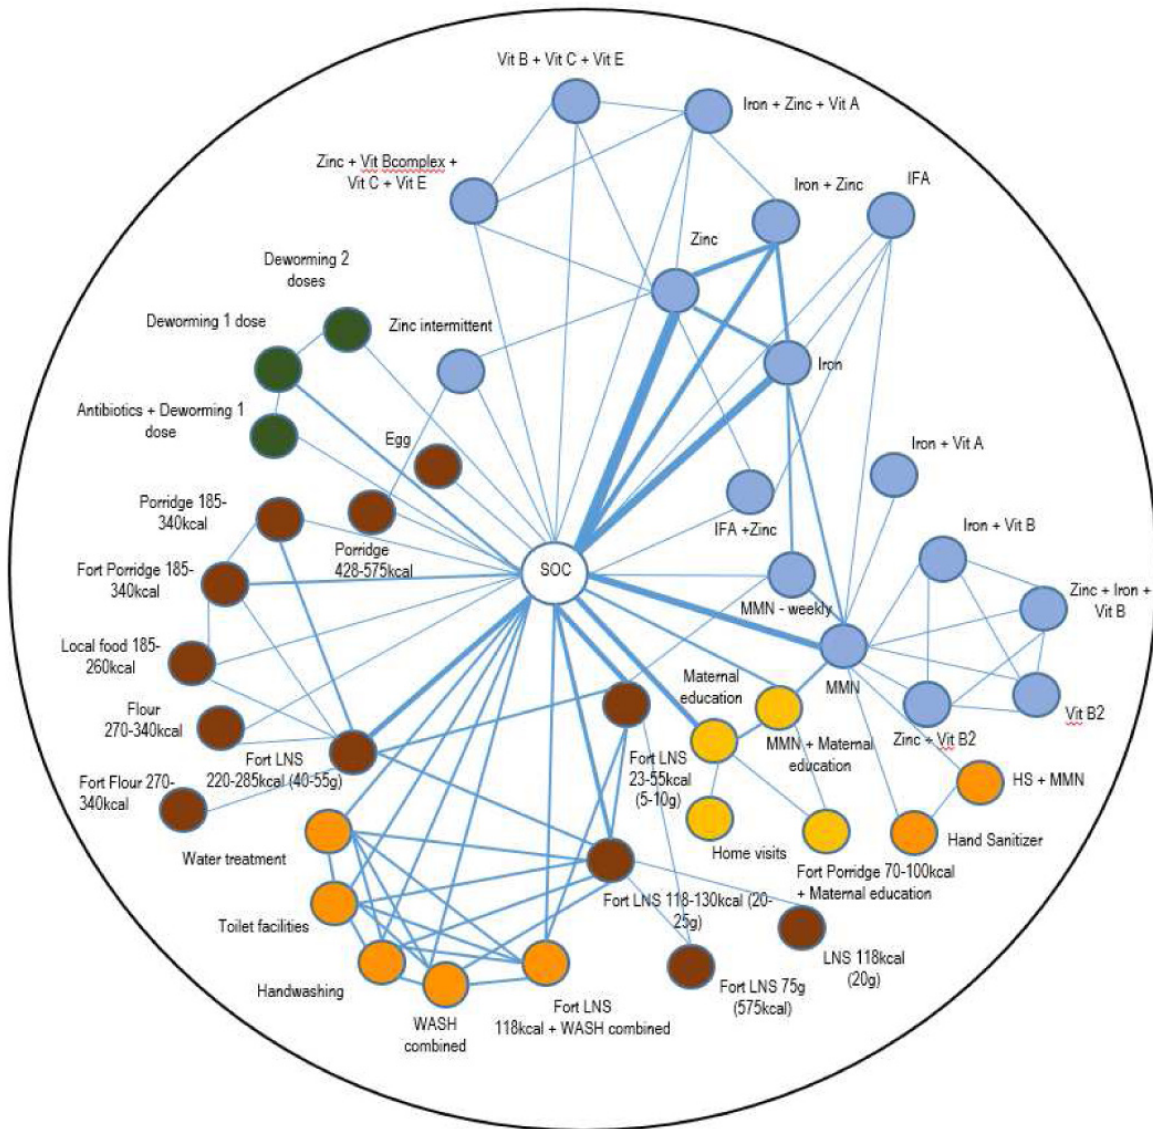 Vit B + Vit C + Vit E
Iron + Zinc + Vit A
Zinc + Vit Bcomplex +
Vit C + Vit E
Iron + Zinc
IFA
Zinc
Deworming 2
doses
Deworming 1 dose
Zinc intermittent
Iron
Antibiotics + Deworming 1
dose
Egg
Iron + Vit A
Porridge 185-
340kcal
IFA +Zinc
Iron + Vit B
Porridge
428-575kcal
Fort Porridge 185-
340kcal
SOC
MMN - weekly
Zinc + Iron +
Vit B
Local food 185-
260kcal
Maternal
education
MMN
Vit B2
Flour
270-340kcal
Zinc + Vit B2
MMN + Maternal
education
Fort LNS
220-285kcal (40-55g)
Fort LNS
23-55kcal
(5-10g)
Fort Flour 270-
340kcal
HS + MMN
Hand Sanitizer
Water treatment
Home visits
Fort Porridge 70-100kcal
+ Maternal education
Fort LNS 118-130kcal (20-
25g)
Toilet facilities
LNS 118kcal
(20g)
Handwashing
Fort LNS 75g
(575kcal)
Fort LNS
118kcal + WASH combined
WASH
combined